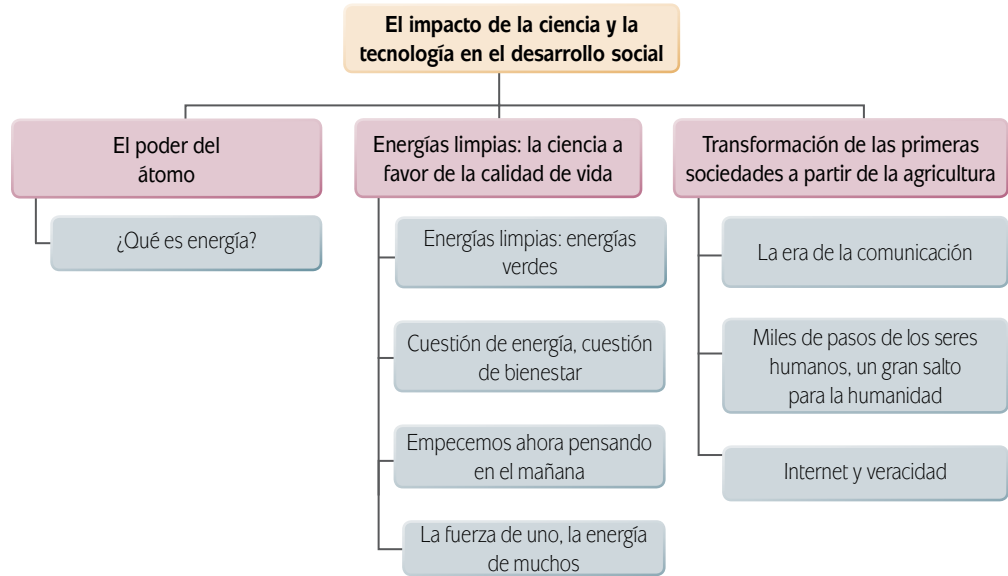 El impacto de la ciencia y la
tecnología en el desarrollo social
El poder del
átomo
¿Qué es energía?
Energías limpias: la ciencia a
favor de la calidad de vida
Energías limpias: energías
verdes
Cuestión de energía, cuestión
de bienestar
Empecemos ahora pensando
en el mañana
La fuerza de uno, la energía
de muchos
Transformación de las primeras
sociedades a partir de la agricultura
La era de la comunicación
Miles de pasos de los seres
humanos, un gran salto
para la humanidad
Internet y veracidad